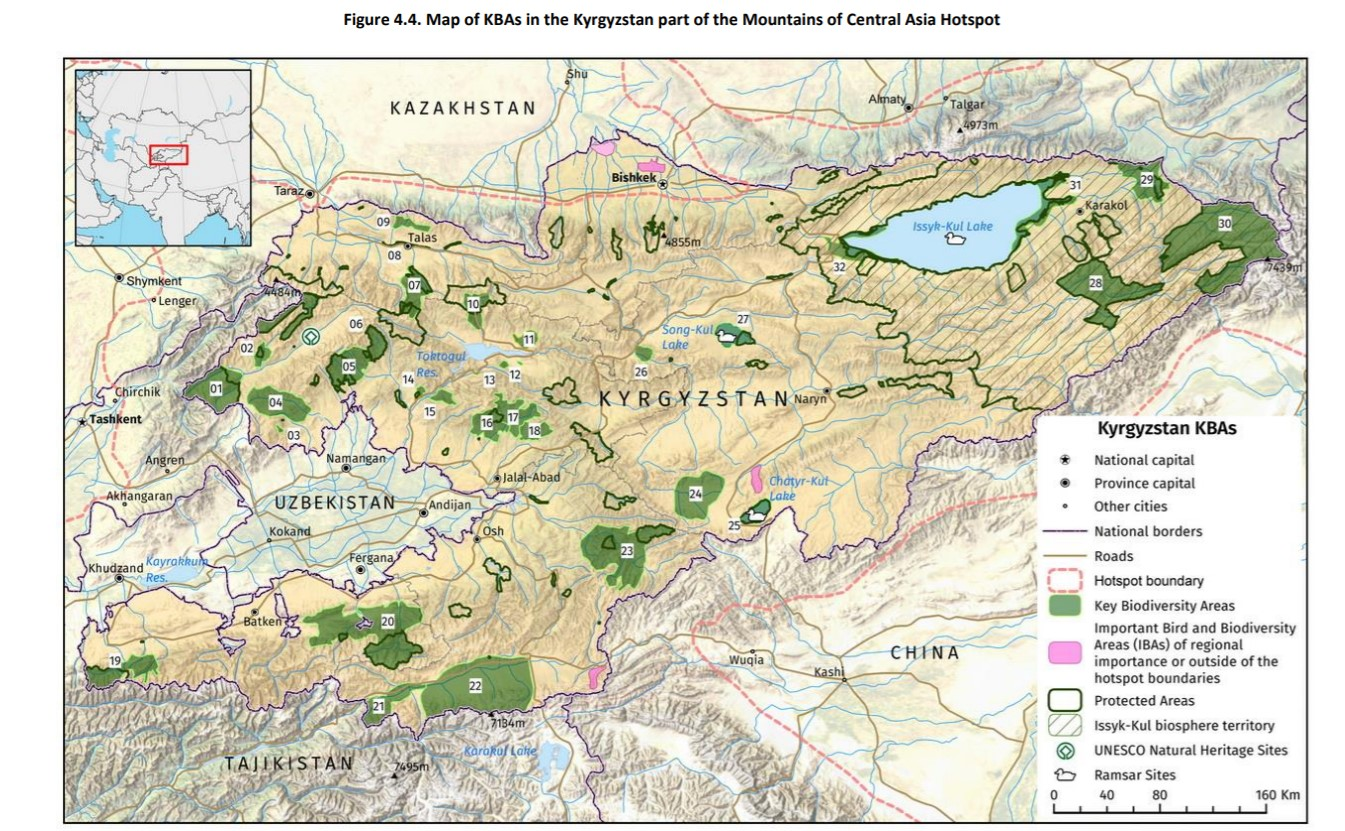 Figure 4.4. Map of KBAs in the Kyrgyzstan part of the Mountains of Central Asia Hotspot
Shu
KAZAKHSTAN
Almaty
Talgar
4973m
Bishkek
Taraz
31
29
Karakol
09
Talas
Issyk-Kul Lake
30
4855m
08
32
7439m
Shymkent
07
28
4484m
Lenger
10
06
27
Song-Kul
Lake
11
02
Toktogul
Res.
05
26
14
13
12
01
Chirchik
KYRGYZSTAN
Naryn
04
15
Tashkent
16
17
18
03
Namangan
Angren
Jalal-Abad
Chatyr-Kul
Lake
24
Akhangaran
UZBEKISTAN
Andijan
25
Kokand
Osh
23
Kayrakkum
Res.
Fergana
Khudzand
Batken
20
19
Wuqia
CHINA
Kashi
22
21
7134m
Karakul Lake
TAJIKISTAN
7495m
Kyrgyzstan KBAs
National capital
Province capital
Other cities
National borders
Roads
Hotspot boundary
Key Biodiversity Areas
Important Bird and Biodiversity
Areas (IBAs) of regional
importance or outside of the
hotspot boundaries
Protected Areas
Issyk-Kul biosphere territory
UNESCO Natural Heritage Sites
Ramsar Sites
0 40 80 160 Km